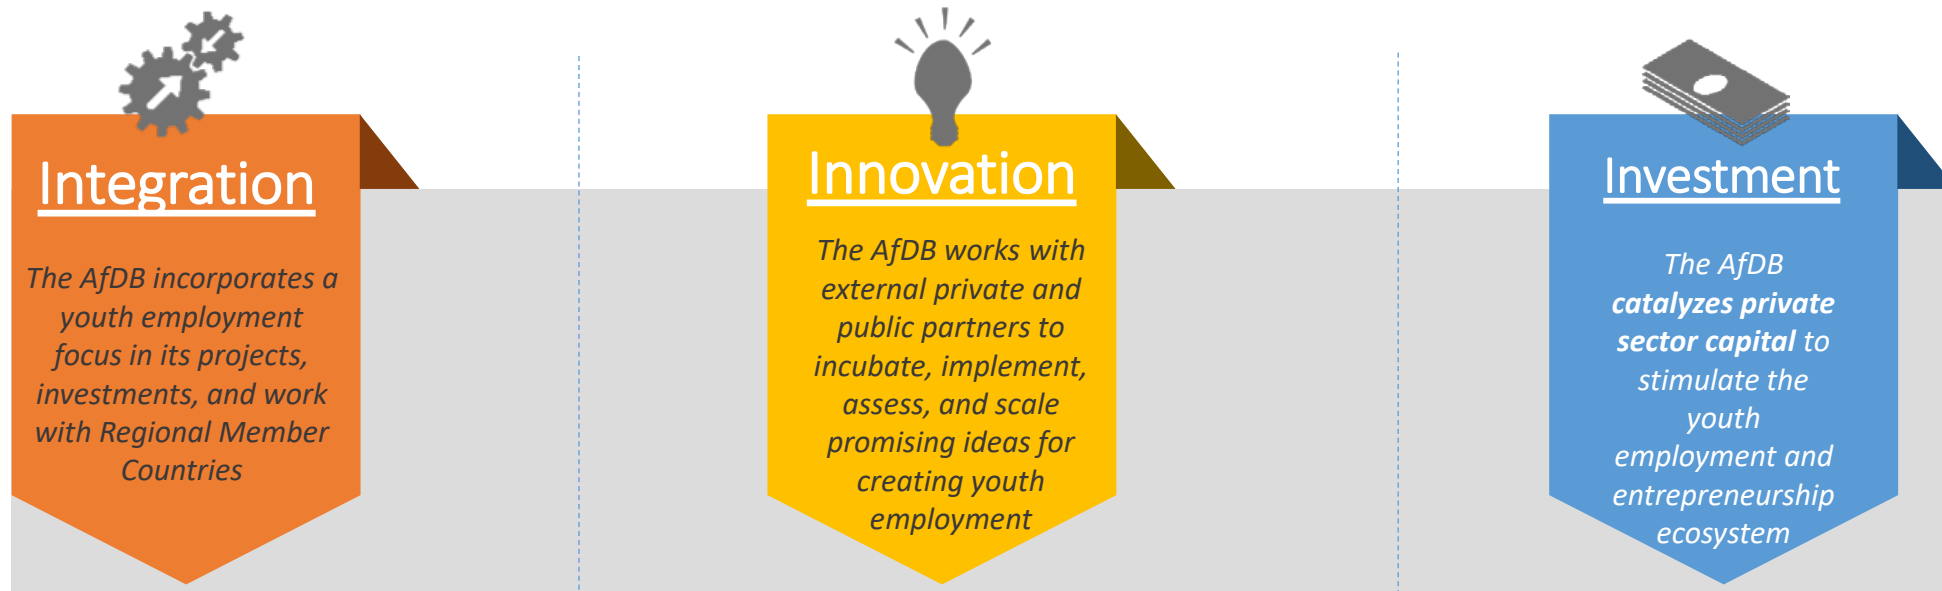 Integration
The AfDB incorporates a
youth employment
focus in its projects,
investments, and work
with Regional Member
Countries
Innovation
The AfDB works with
external private and
public partners to
incubate, implement,
assess, and scale
promising ideas for
creating youth
employment
Investment
The AfDB
catalyzes private
sector capital to
stimulate the
youth
employment and
entrepreneurship
ecosystem